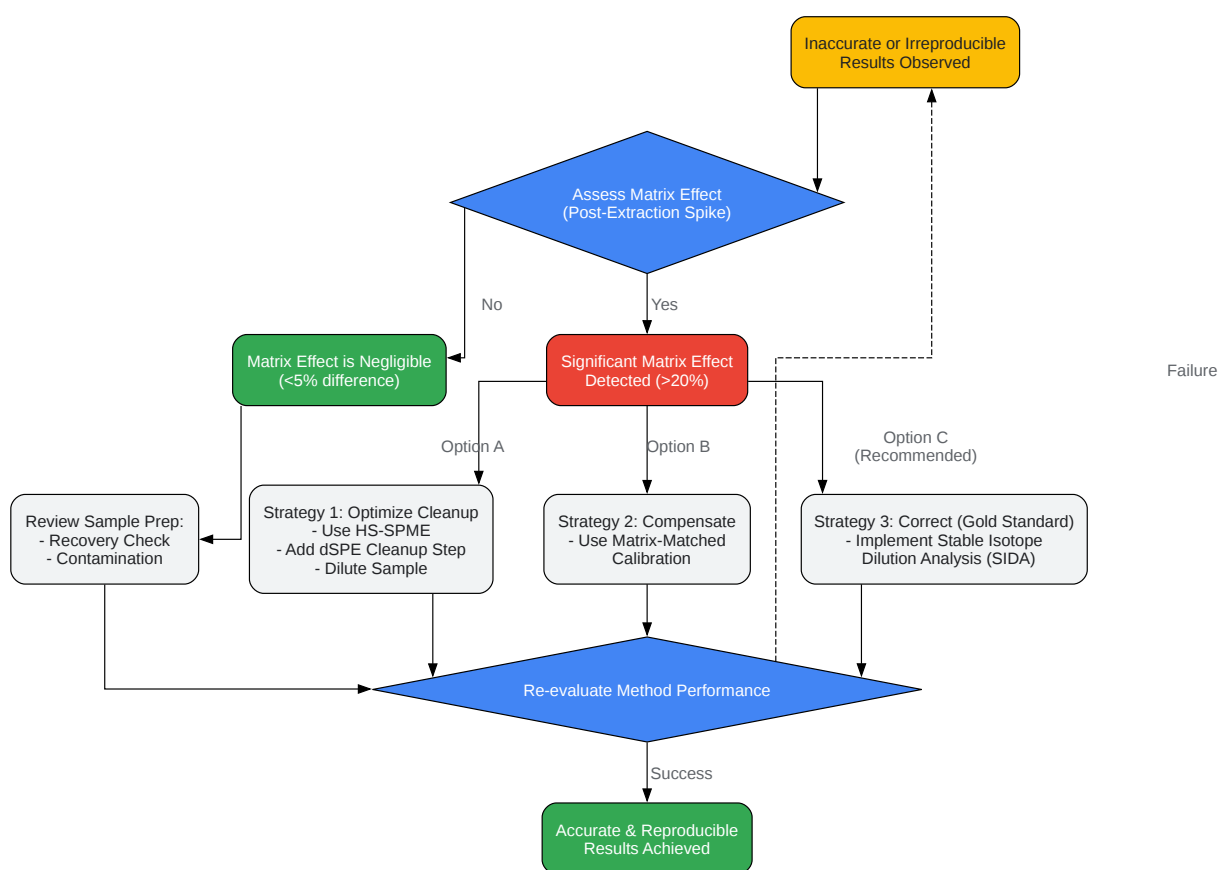 Inaccurate or Irreproducible
Results Observed
Assess Matrix Effect
(Post-Extraction Spike)
No
Yes
Matrix Effect is Negligible
(<5% difference)
Significant Matrix Effect
Detected (>20%)
Failure
Option A
Option B
Option C
(Recommended)
Review Sample Prep:
- Recovery Check
- Contamination
Strategy 1: Optimize Cleanup
- Use HS-SPME
- Add dSPE Cleanup Step
- Dilute Sample
Strategy 2: Compensate
- Use Matrix-Matched
Calibration
Strategy 3: Correct (Gold Standard)
- Implement Stable Isotope
Dilution Analysis (SIDA)
Re-evaluate Method Performance
Success
Accurate & Reproducible
Results Achieved